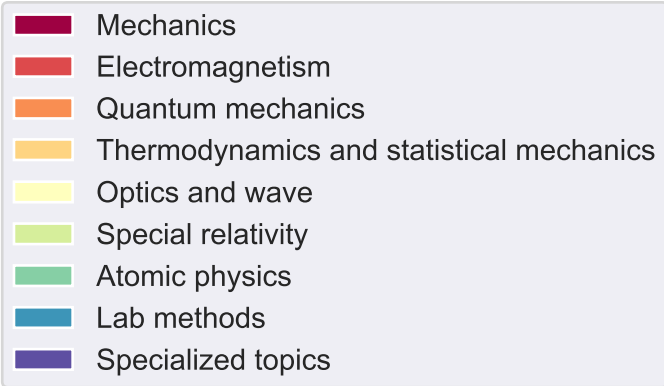 Mechanics
Electromagnetism
Quantum mechanics
Thermodynamics and statistical mechanics
Optics and wave
Special relativity
Atomic physics
Lab methods
Specialized topics